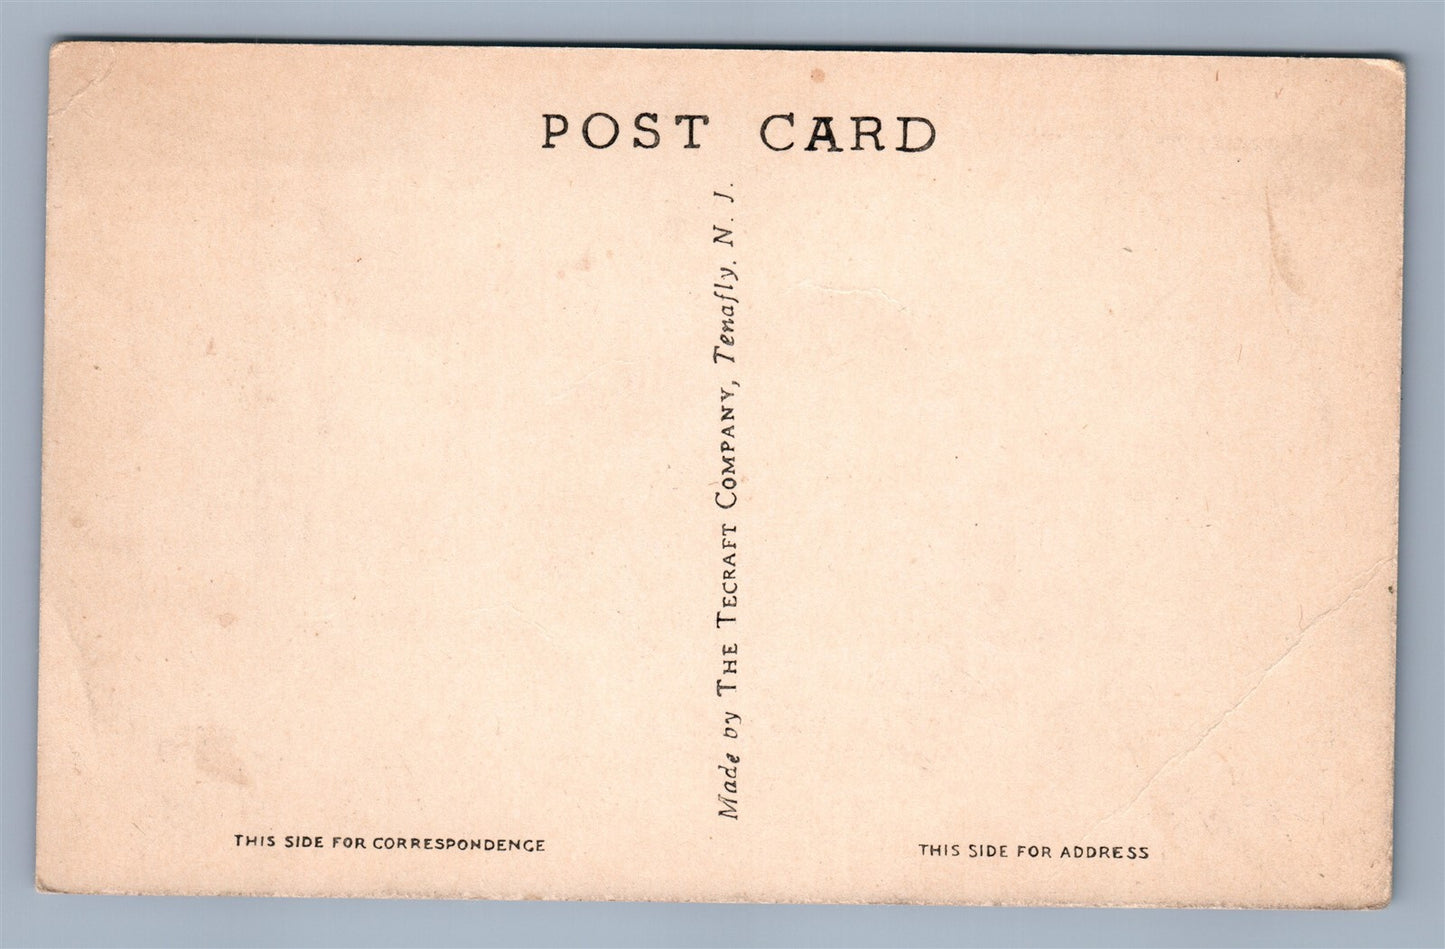 POST CARD
Made by THE TECRAFT COMPANY, Tenafly. N. J.
THIS SIDE FOR CORRESPONDENCE
THIS SIDE FOR ADDRESS